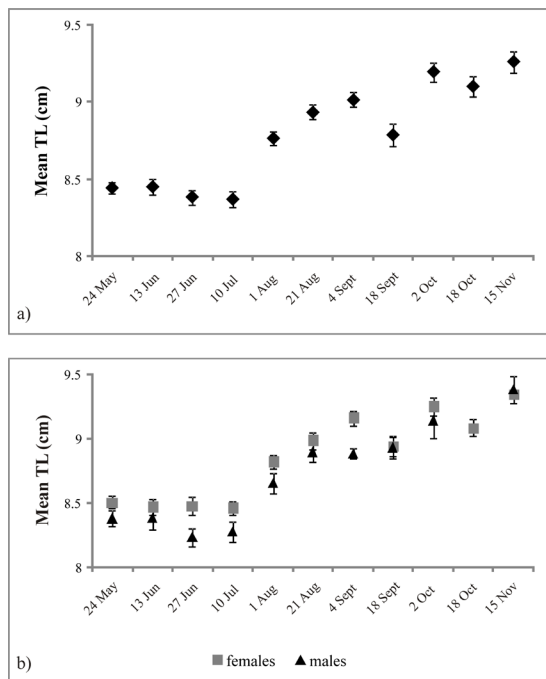 9.5
9
8.5
8
Mean TL (cm)
24 May
13 Jun
27 Jun
10 Jul
1 Aug
21 Aug
4 Sept
18 Sept
2 Oct
18 Oct
15 Nov
a)
9.5
9
8.5
8
Mean TL (cm)
24 May
13 Jun
27 Jun
10 Jul
1 Aug
21 Aug
4 Sept
18 Sept
2 Oct
18 Oct
15 Nov
b)
females males